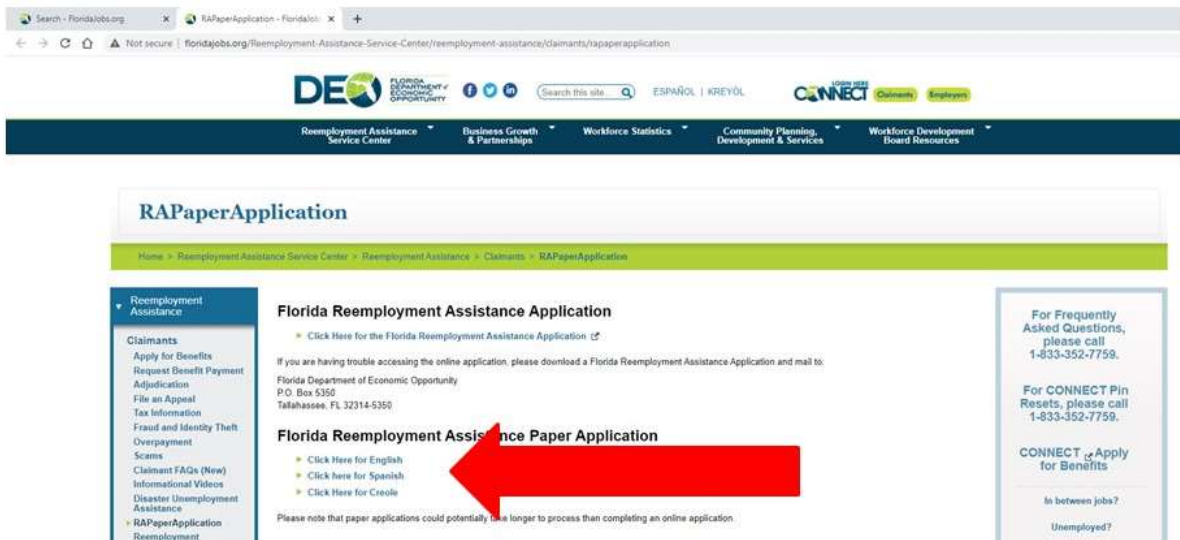 Search - FloridaJobs.org
RAPaperApplication - FloridaJob
Not secure | floridajobs.org/Reemployment-Assistance-Service-Center/reemployment-assistance/claimants/rapaperapplication
DEO FLORIDA DEPARTMENT of ECONOMIC OPPORTUNITY
Search this site...
ESPAÑOL | KREYÒL
LOGIN HERE
CONNECT Claimants Employers
Reemployment Assistance Service Center
Business Growth & Partnerships
Workforce Statistics
Community Planning, Development & Services
Workforce Development Board Resources
RAPaperApplication
Home > Reemployment Assistance Service Center > Reemployment Assistance > Claimants > RAPaperApplication
Reemployment
Assistance
Claimants
Apply for Benefits
Request Benefit Payment
Adjudication
File an Appeal
Tax Information
Fraud and Identity Theft
Overpayment
Scams
Claimant FAQs (New)
Informational Videos
Disaster Unemployment
Assistance
RAPaperApplication
Reemployment
Florida Reemployment Assistance Application
Click Here for the Florida Reemployment Assistance Application
If you are having trouble accessing the online application, please download a Florida Reemployment Assistance Application and mail to:
Florida Department of Economic Opportunity
P.O. Box 5350
Tallahassee, FL 32314-5350
Florida Reemployment Assistance Paper Application
Click Here for English
Click here for Spanish
Click Here for Creole
Please note that paper applications could potentially longer to process than completing an online application
For Frequently
Asked Questions,
please call
1-833-352-7759.
For CONNECT Pin
Resets, please call
1-833-352-7759.
CONNECT Apply
for Benefits
In between jobs?
Unemployed?